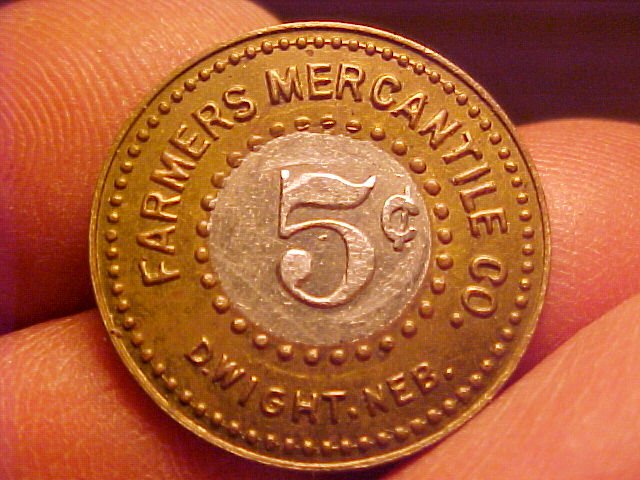 FARMERS MERCANTILE CO.
5¢
DWIGHT. NEB.